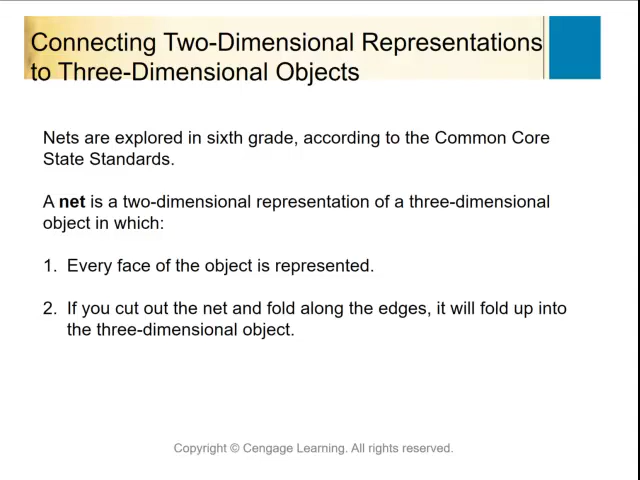 Connecting Two-Dimensional Representations
to Three-Dimensional Objects
Nets are explored in sixth grade, according to the Common Core
State Standards.
A net is a two-dimensional representation of a three-dimensional
object in which:
1. Every face of the object is represented.
2. If you cut out the net and fold along the edges, it will fold up into
the three-dimensional object.
Copyright © Cengage Learning. All rights reserved.